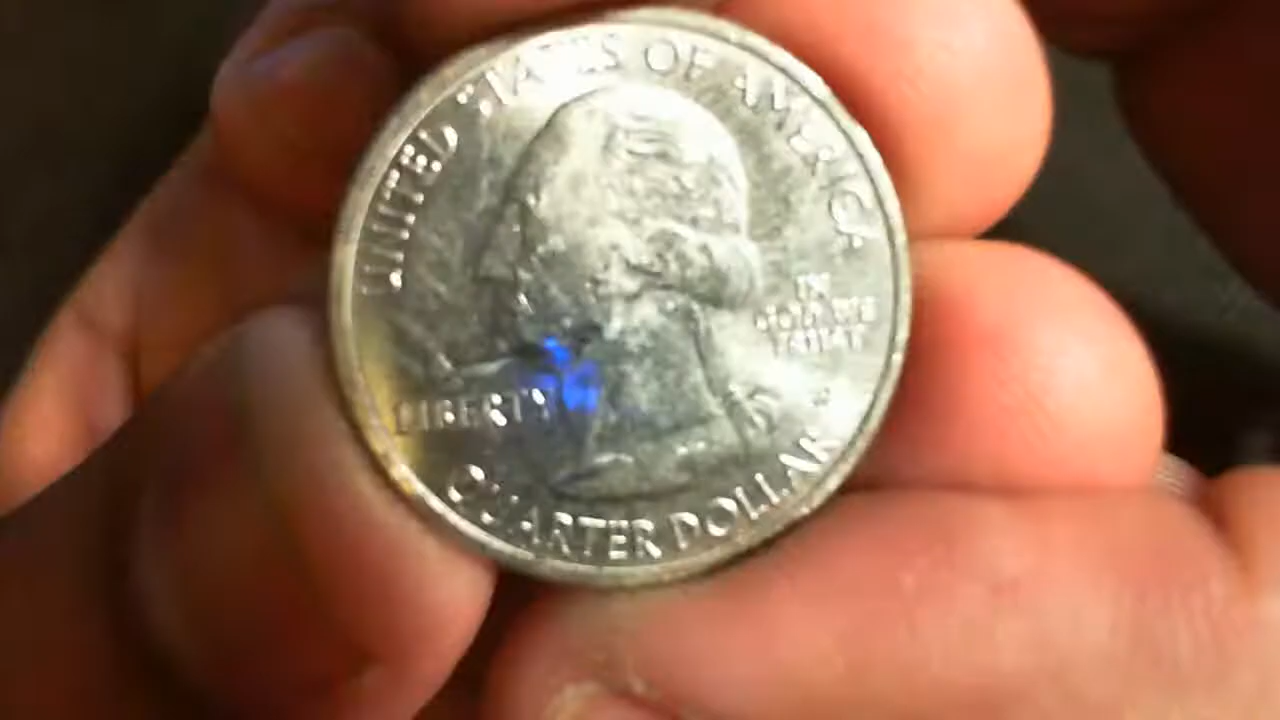 UNITED STATES OF AMERICA
IN
GOD WE
TRUST
LIBERTY
QUARTER DOLLAR